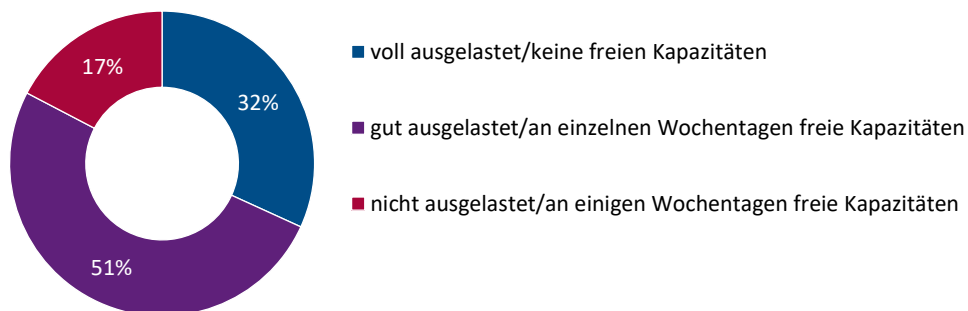 voll ausgelastet/keine freien Kapazitäten
17%
32%
gut ausgelastet/an einzelnen Wochentagen freie Kapazitäten
nicht ausgelastet/an einigen Wochentagen freie Kapazitäten
51%